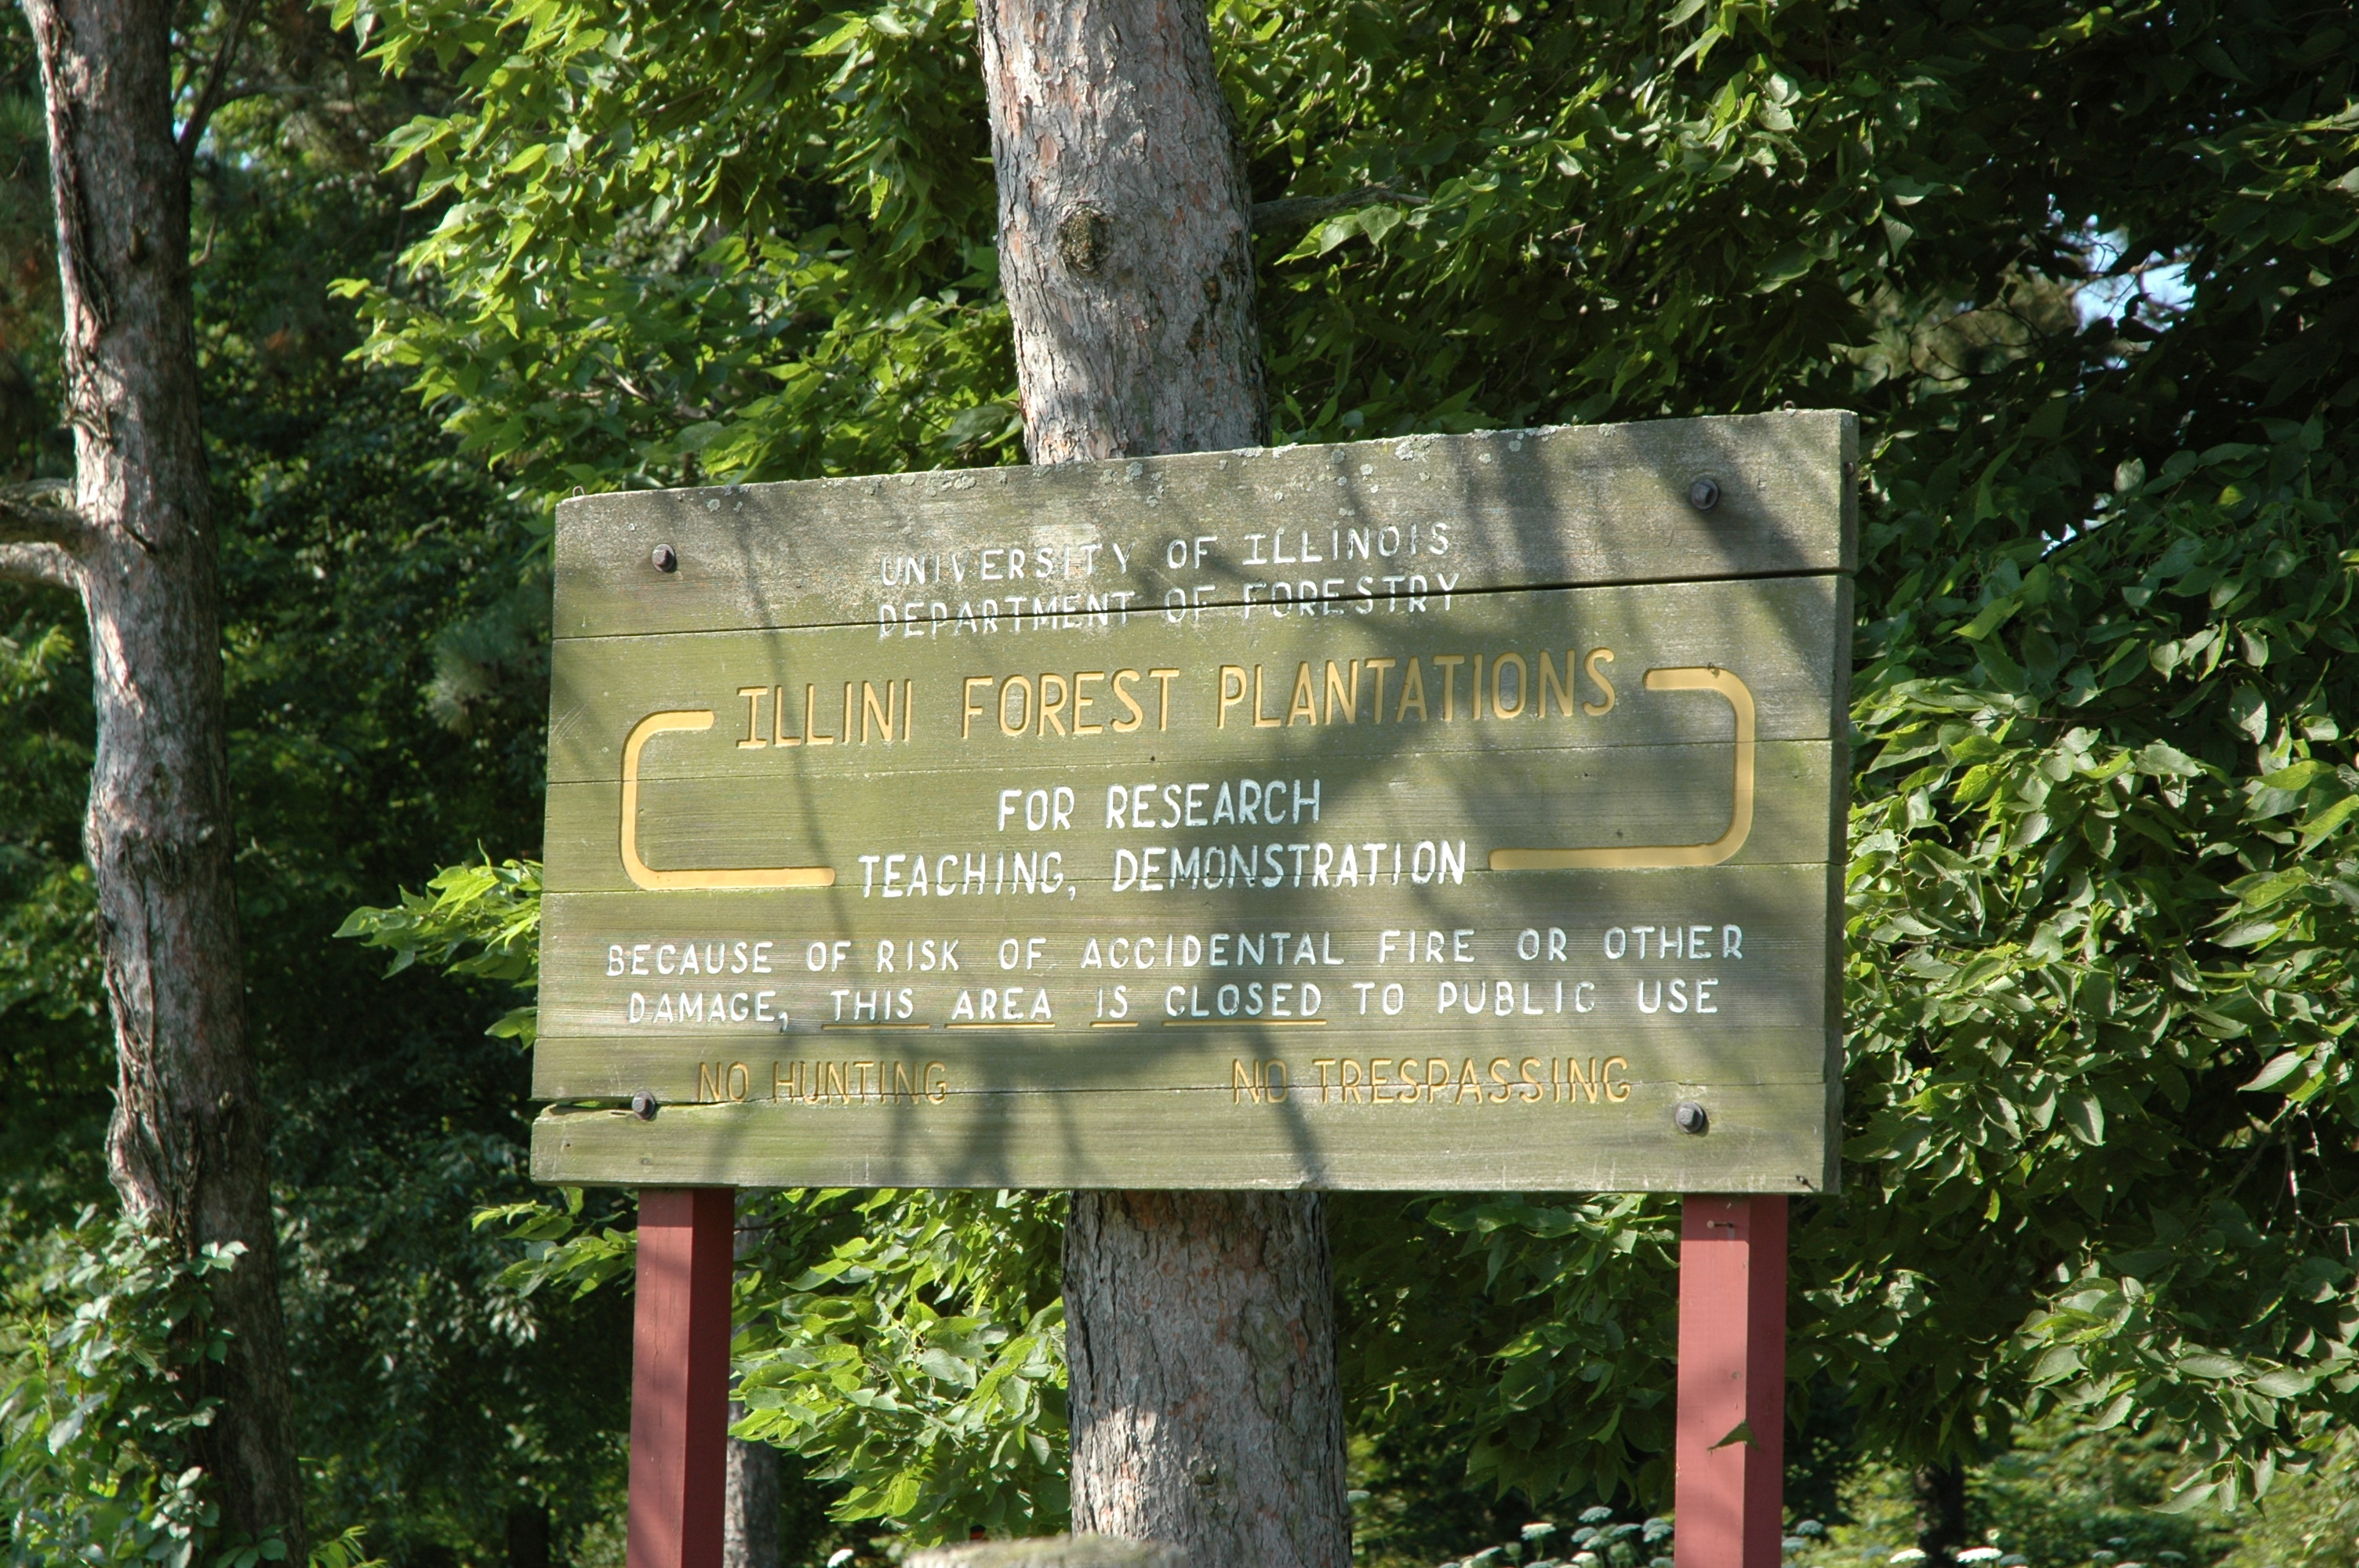 UNIVERSITY OF ILLINOIS
DEPARTMENT OF FORESTRY
ILLINI FOREST PLANTATIONS
FOR RESEARCH
TEACHING, DEMONSTRATION
BECAUSE OF RISK OF ACCIDENTAL FIRE OR OTHER
DAMAGE, THIS AREA IS CLOSED TO PUBLIC USE
NO HUNTING NO TRESPASSING